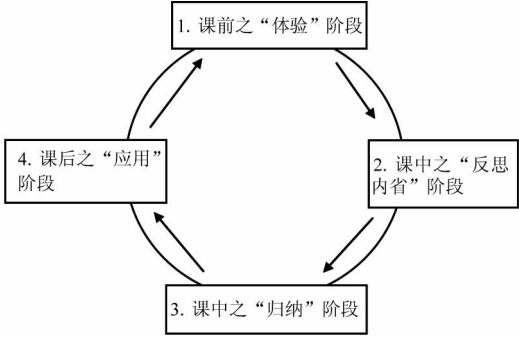 1. 课前之“体验”阶段
2. 课中之“反思
内省”阶段
3. 课中之“归纳”阶段
4. 课后之“应用”
阶段